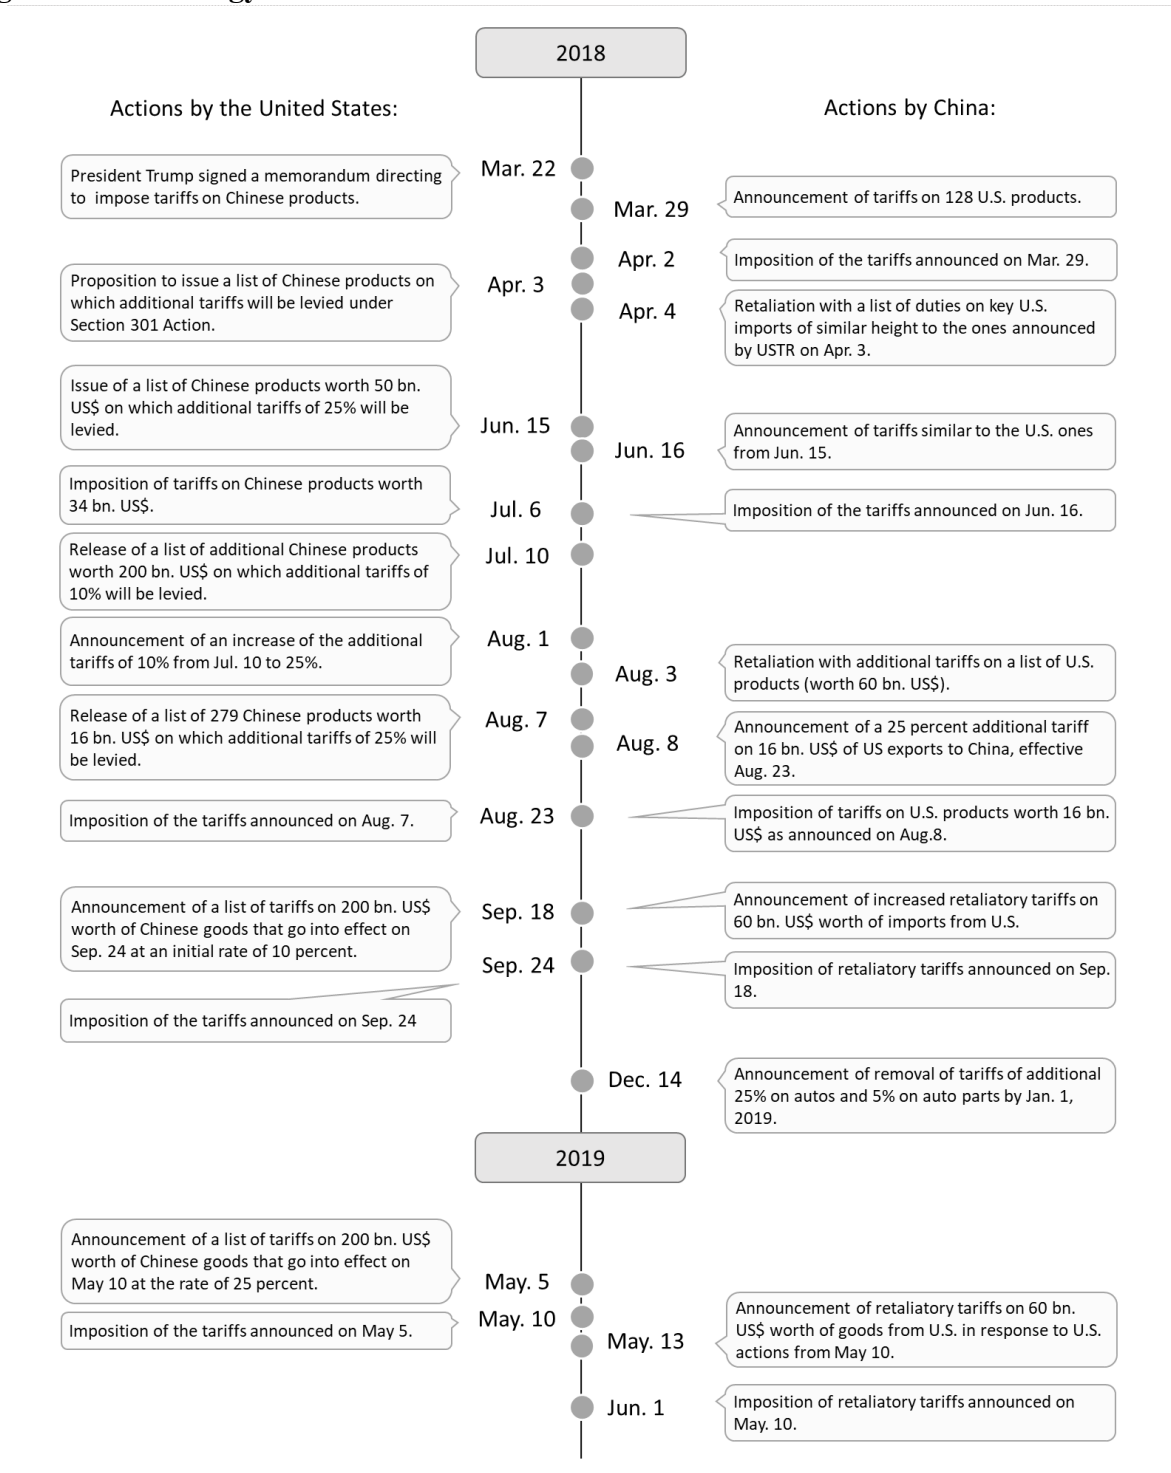 2018
Actions by the United States:
Actions by China:
Mar. 22
President Trump signed a memorandum directing
to impose tariffs on Chinese products.
Mar. 29
Announcement of tariffs on 128 U.S. products.
Apr. 2
Imposition of the tariffs announced on Mar. 29.
Apr. 3
Proposition to issue a list of Chinese products on
which additional tariffs will be levied under
Section 301 Action.
Apr. 4
Retaliation with a list of duties on key U.S.
imports of similar height to the ones announced
by USTR on Apr. 3.
Issue of a list of Chinese products worth 50 bn.
US$ on which additional tariffs of 25% will be
levied.
Jun. 15
Jun. 16
Announcement of tariffs similar to the U.S. ones
from Jun. 15.
Imposition of tariffs on Chinese products worth
34 bn. US$.
Jul. 6
Imposition of the tariffs announced on Jun. 16.
Release of a list of additional Chinese products
worth 200 bn. US$ on which additional tariffs of
10% will be levied.
Jul. 10
Announcement of an increase of the additional
tariffs of 10% from Jul. 10 to 25%.
Aug. 1
Aug. 3
Retaliation with additional tariffs on a list of U.S.
products (worth 60 bn. US$).
Release of a list of 279 Chinese products worth
16 bn. US$ on which additional tariffs of 25% will
be levied.
Aug. 7
Aug. 8
Announcement of a 25 percent additional tariff
on 16 bn. US$ of US exports to China, effective
Aug. 23.
Imposition of the tariffs announced on Aug. 7.
Aug. 23
Imposition of tariffs on U.S. products worth 16 bn.
US$ as announced on Aug.8.
Announcement of a list of tariffs on 200 bn. US$
worth of Chinese goods that go into effect on
Sep. 24 at an initial rate of 10 percent.
Sep. 18
Announcement of increased retaliatory tariffs on
60 bn. US$ worth of imports from U.S.
Sep. 24
Imposition of retaliatory tariffs announced on Sep.
18.
Imposition of the tariffs announced on Sep. 24
Dec. 14
Announcement of removal of tariffs of additional
25% on autos and 5% on auto parts by Jan. 1,
2019.
2019
Announcement of a list of tariffs on 200 bn. US$
worth of Chinese goods that go into effect on
May 10 at the rate of 25 percent.
May. 5
May. 10
Imposition of the tariffs announced on May 5.
May. 13
Announcement of retaliatory tariffs on 60 bn.
US$ worth of goods from U.S. in response to U.S.
actions from May 10.
Jun. 1
Imposition of retaliatory tariffs announced on
May. 10.